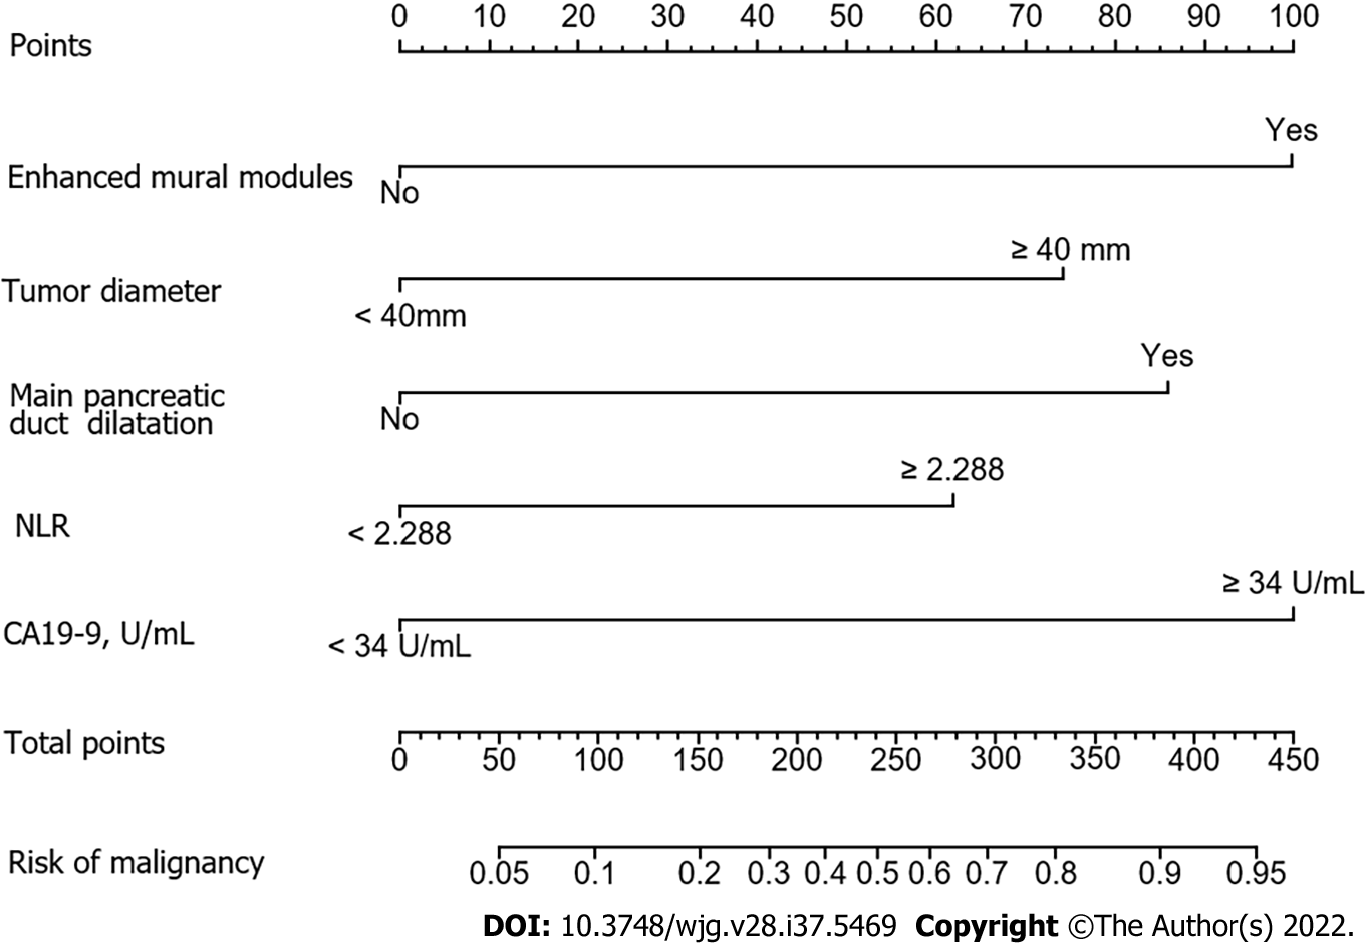 0 10 20 30 40 50 60 70 80 90 100
Points
Yes
Enhanced mural modules
No
≥ 40 mm
Tumor diameter
< 40mm
Yes
Main pancreatic
duct dilatation
No
≥ 2.288
NLR
< 2.288
≥ 34 U/mL
CA19-9, U/mL
< 34 U/mL
Total points
0 50 100 150 200 250 300 350 400 450
Risk of malignancy
0.05 0.1 0.2 0.3 0.4 0.5 0.6 0.7 0.8 0.9 0.95
DOI: 10.3748/wjg.v28.i37.5469 Copyright ©The Author(s) 2022.